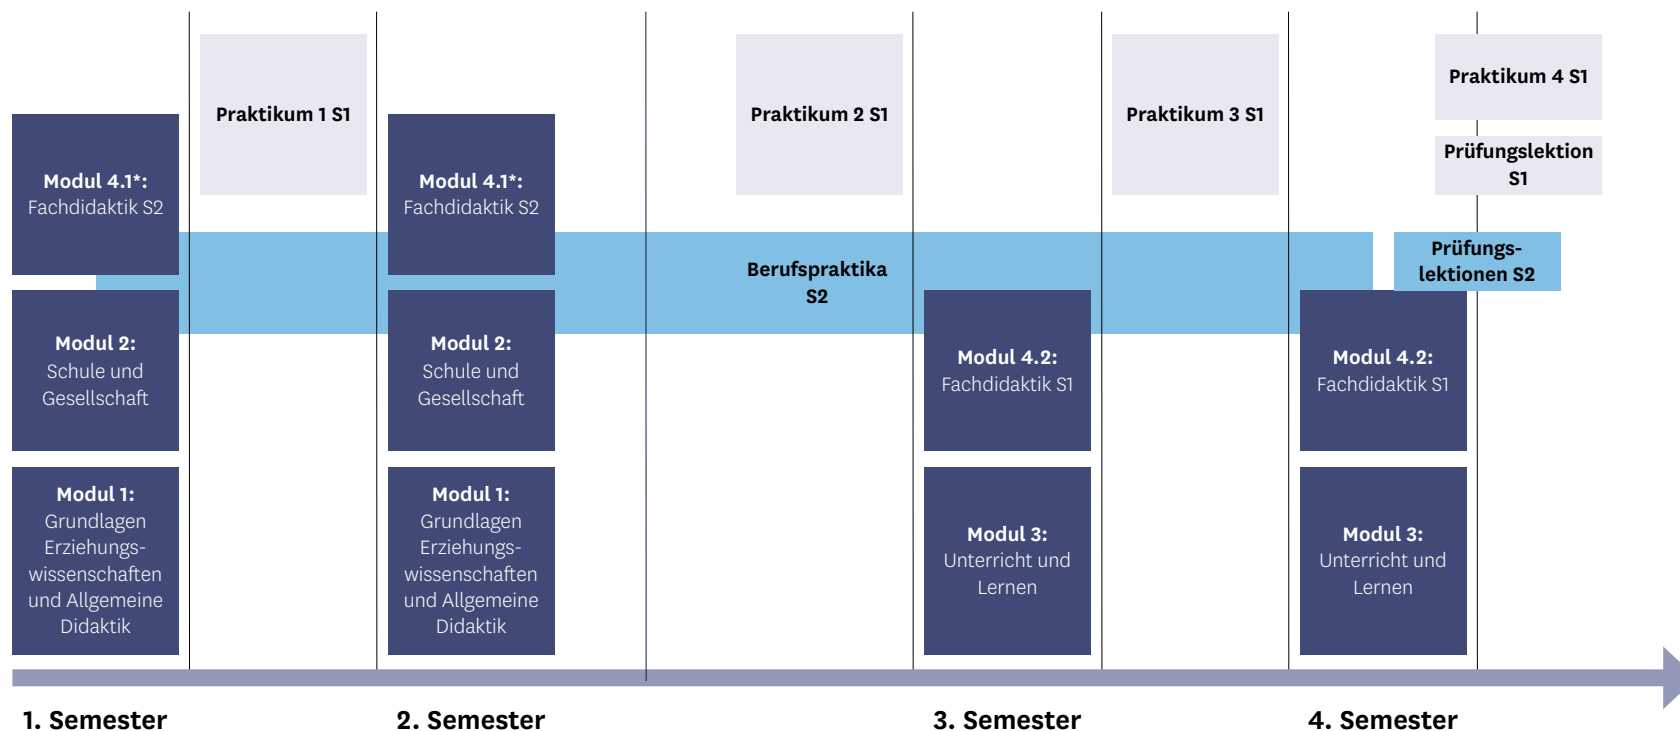 Praktikum 1 S1
Praktikum 2 S1
Praktikum 3 S1
Praktikum 4 S1
Prüfungslektion
S1
Modul 4.1*:
Fachdidaktik S2
Modul 4.1*:
Fachdidaktik S2
Berufspraktika
S2
Prüfungs-
lektionen S2
Modul 2:
Schule und
Gesellschaft
Modul 2:
Schule und
Gesellschaft
Modul 4.2:
Fachdidaktik S1
Modul 4.2:
Fachdidaktik S1
Modul 1:
Grundlagen
Erziehungs-
wissenschaften
und Allgemeine
Didaktik
Modul 1:
Grundlagen
Erziehungs-
wissenschaften
und Allgemeine
Didaktik
Modul 3:
Unterricht und
Lernen
Modul 3:
Unterricht und
Lernen
1. Semester
2. Semester
3. Semester
4. Semester